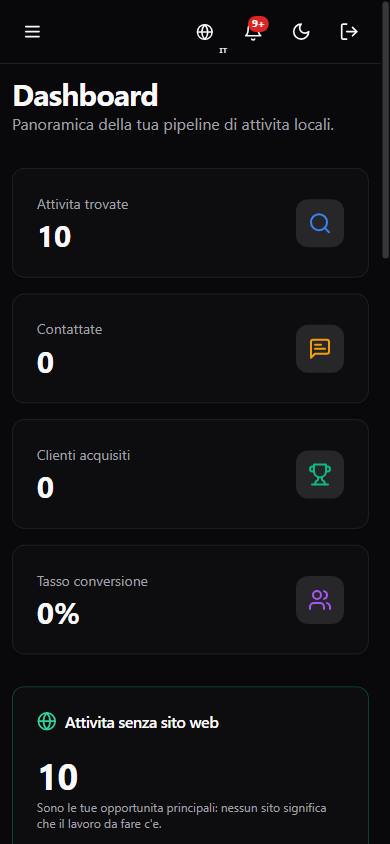 9+
IT
Dashboard
Panoramica della tua pipeline di attivita locali.
Attivita trovate
10
Contattate
0
Clienti acquisiti
0
Tasso conversione
0%
Attivita senza sito web
10
Sono le tue opportunita principali: nessun sito significa
che il lavoro da fare c'e.